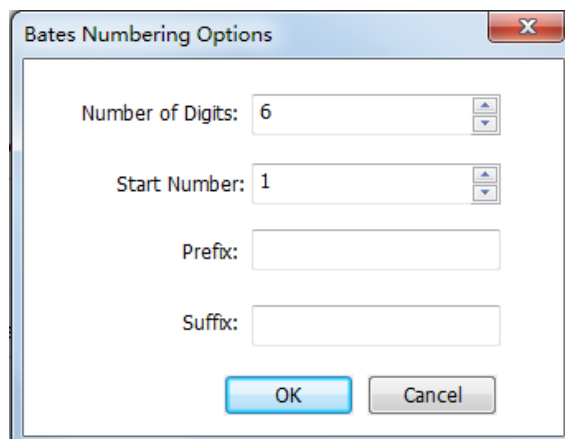 Bates Numbering Options
Number of Digits: 6
Start Number: 1
Prefix:
Suffix:
OK Cancel